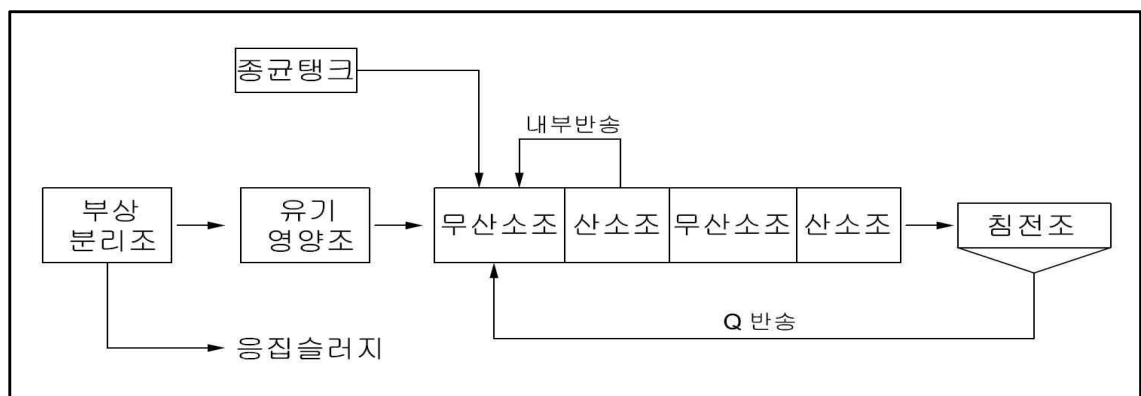 종균탱크
내부반송
부상
분리조
유기
영양조
무산소조
산소조
무산소조
산소조
침전조
Q 반송
응집슬러지